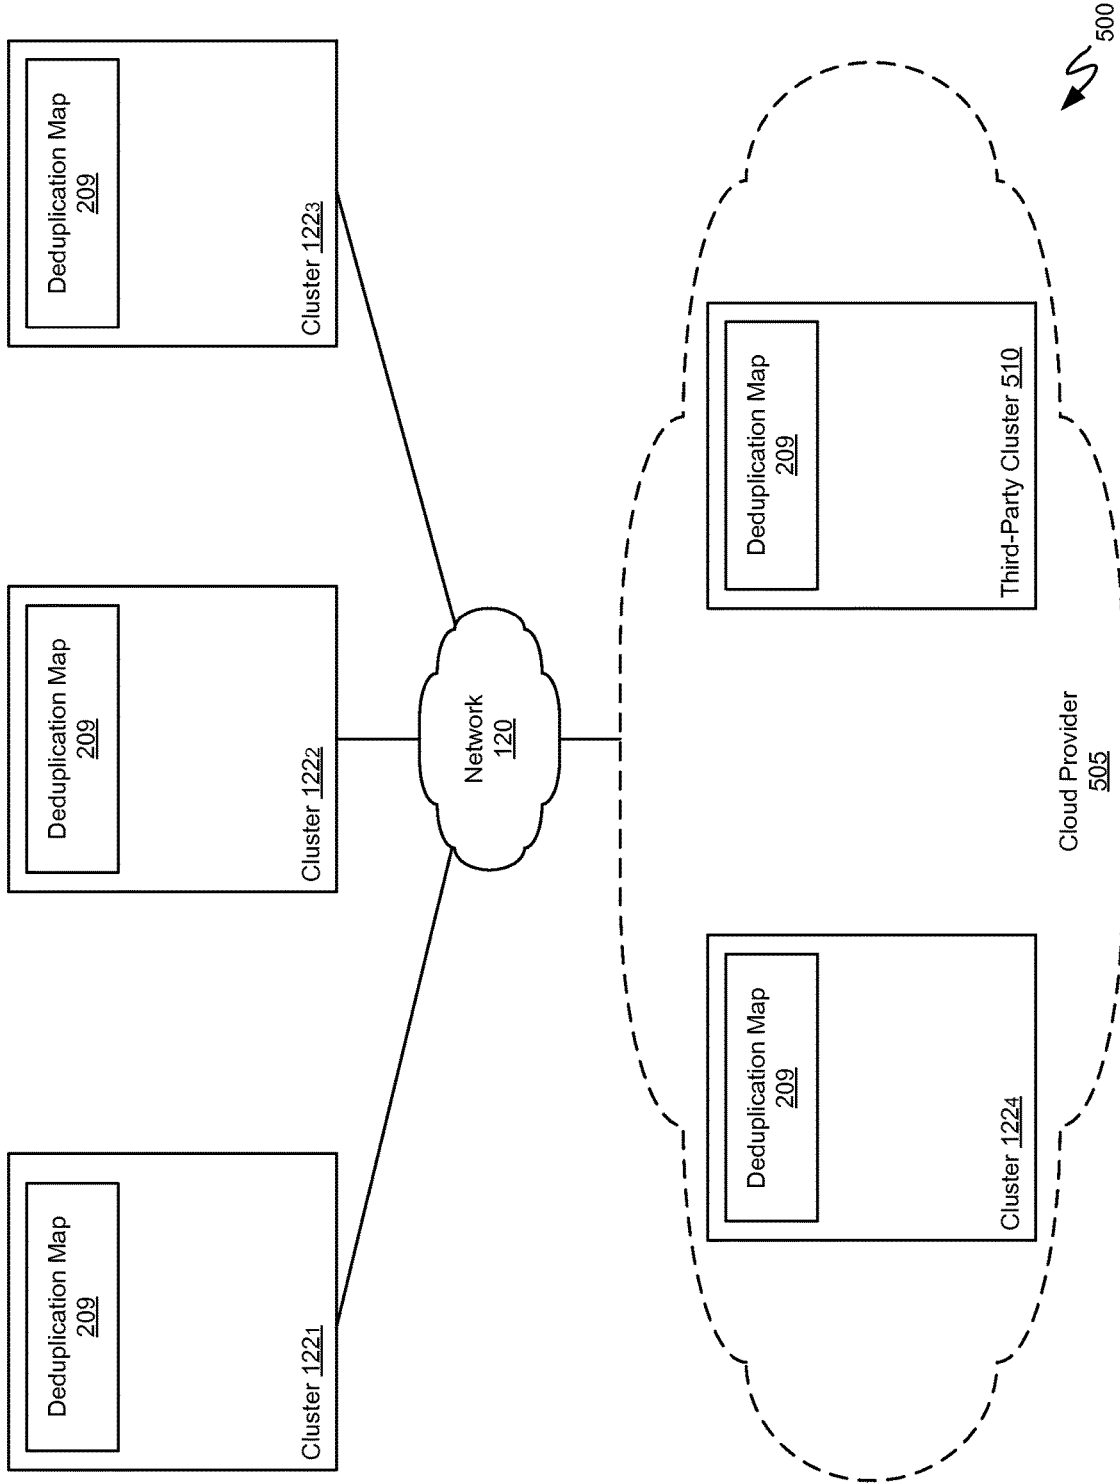 Deduplication Map
209
Cluster 122₁
Deduplication Map
209
Cluster 122₂
Deduplication Map
209
Cluster 122₃
Network
120
Deduplication Map
209
Cluster 122₄
Deduplication Map
209
Third-Party Cluster 510
Cloud Provider
505
500